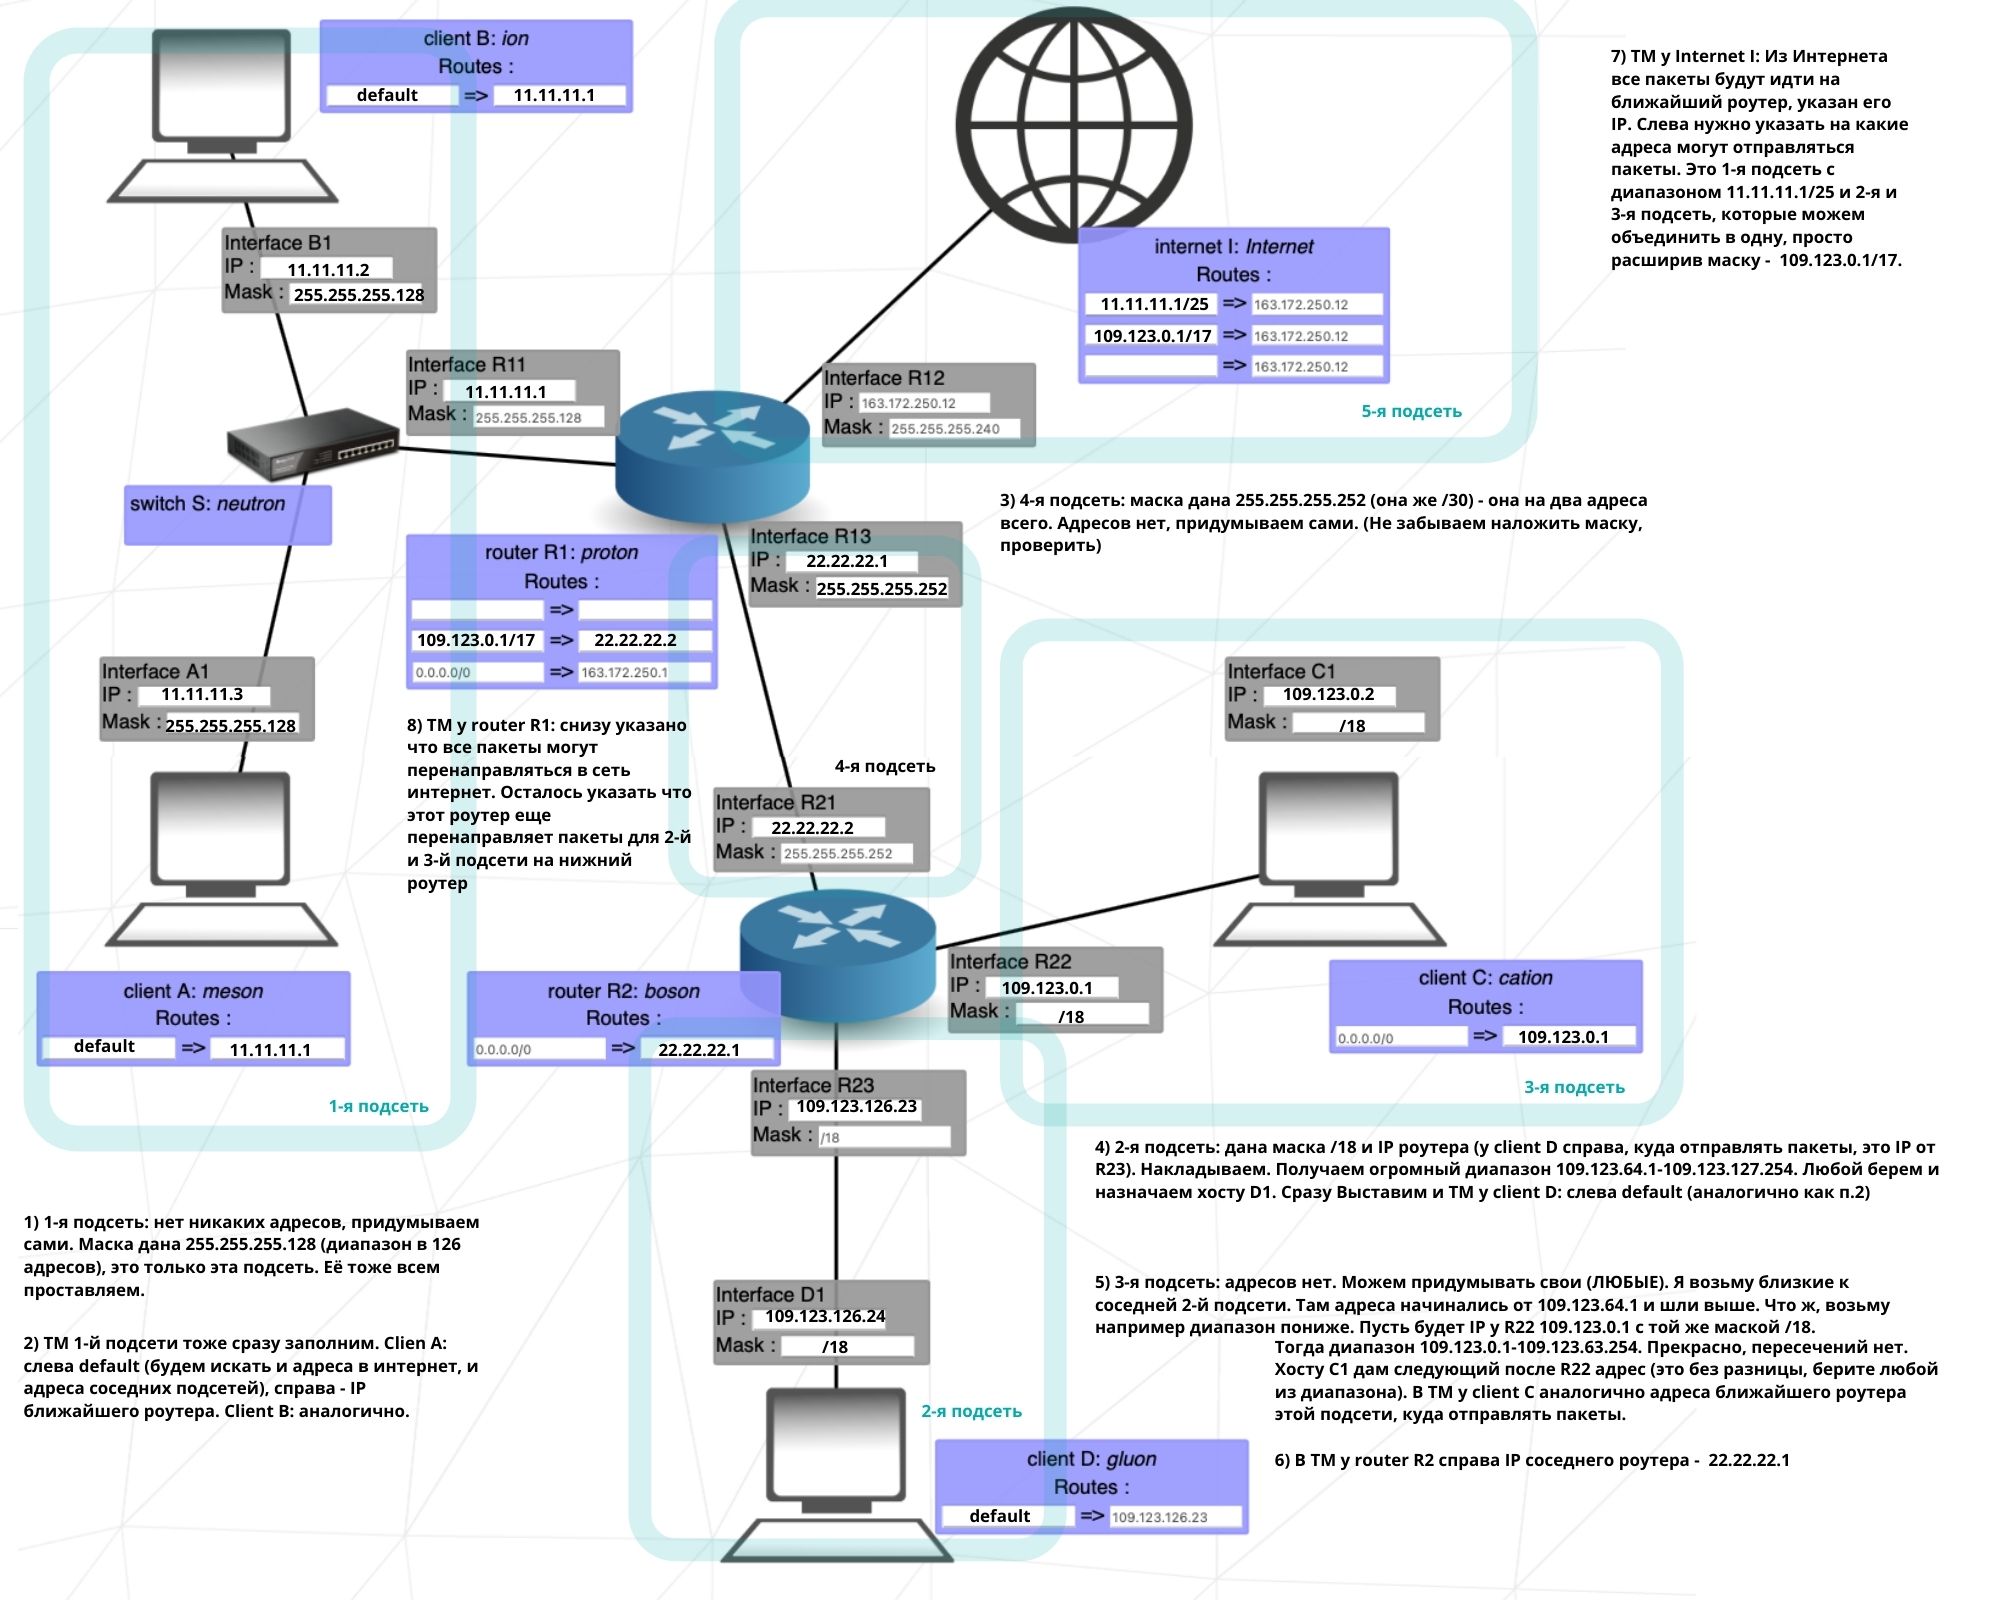 client B: ion
Routes :
default => 11.11.11.1
7) ТМ у Internet I: Из Интернета
все пакеты будут идти на
ближайший роутер, указан его
IP. Слева нужно указать на какие
адреса могут отправляться
пакеты. Это 1-я подсеть с
диапазоном 11.11.11.1/25 и 2-я и
3-я подсеть, которые можем
объединить в одну, просто
расширив маску - 109.123.0.1/17.
Interface B1
IP : 11.11.11.2
Mask : 255.255.255.128
internet I: Internet
Routes :
11.11.11.1/25 => 163.172.250.12
109.123.0.1/17 => 163.172.250.12
=> 163.172.250.12
Interface R11
IP : 11.11.11.1
Mask : 255.255.255.128
Interface R12
IP : 163.172.250.12
Mask : 255.255.255.240
5-я подсеть
switch S: neutron
3) 4-я подсеть: маска дана 255.255.255.252 (она же /30) - она на два адреса
всего. Адресов нет, придумываем сами. (Не забываем наложить маску,
проверить)
Interface R13
IP : 22.22.22.1
Mask : 255.255.255.252
router R1: proton
Routes :
=>
109.123.0.1/17 => 22.22.22.2
0.0.0.0/0 => 163.172.250.1
Interface A1
IP : 11.11.11.3
Mask : 255.255.255.128
Interface C1
IP : 109.123.0.2
Mask : /18
8) ТМ у router R1: снизу указано
что все пакеты могут
перенаправляться в сеть
интернет. Осталось указать что
этот роутер еще
перенаправляет пакеты для 2-й
и 3-й подсети на нижний
роутер
4-я подсеть
Interface R21
IP : 22.22.22.2
Mask : 255.255.255.252
client A: meson
Routes :
default => 11.11.11.1
1-я подсеть
router R2: boson
Routes :
0.0.0.0/0 => 22.22.22.1
Interface R22
IP : 109.123.0.1
Mask : /18
client C: cation
Routes :
0.0.0.0/0 => 109.123.0.1
3-я подсеть
Interface R23
IP : 109.123.126.23
Mask : /18
4) 2-я подсеть: дана маска /18 и IP роутера (у client D справа, куда отправлять пакеты, это IP от
R23). Накладываем. Получаем огромный диапазон 109.123.64.1-109.123.127.254. Любой берем и
назначаем хосту D1. Сразу Выставим и ТМ у client D: слева default (аналогично как п.2)
1) 1-я подсеть: нет никаких адресов, придумываем
сами. Маска дана 255.255.255.128 (диапазон в 126
адресов), это только эта подсеть. Её тоже всем
проставляем.
2) ТМ 1-й подсети тоже сразу заполним. Clien A:
слева default (будем искать и адреса в интернет, и
адреса соседних подсетей), справа - IP
ближайшего роутера. Client B: аналогично.
Interface D1
IP : 109.123.126.24
Mask : /18
5) 3-я подсеть: адресов нет. Можем придумывать свои (ЛЮБЫЕ). Я возьму близкие к
соседней 2-й подсети. Там адреса начинались от 109.123.64.1 и шли выше. Что ж, возьму
например диапазон пониже. Пусть будет IP у R22 109.123.0.1 с той же маской /18.
Тогда диапазон 109.123.0.1-109.123.63.254. Прекрасно, пересечений нет.
Хосту С1 дам следующий после R22 адрес (это без разницы, берите любой
из диапазона). В ТМ у client C аналогично адреса ближайшего роутера
этой подсети, куда отправлять пакеты.
2-я подсеть
client D: gluon
Routes :
default => 109.123.126.23
6) В ТМ у router R2 справа IP соседнего роутера - 22.22.22.1